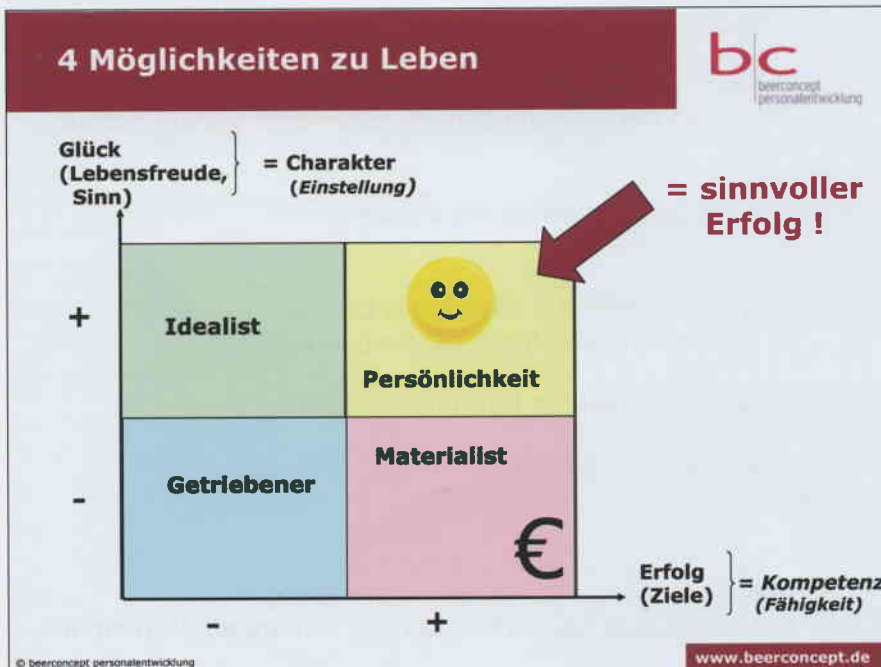 4 Möglichkeiten zu Leben
bc
beerconcept
personalentwicklung
Glück
(Lebensfreude,
Sinn)
= Charakter
(Einstellung)
= sinnvoller
Erfolg !
+
Idealist
Persönlichkeit
-
Getriebener
Materialist
€
Erfolg
(Ziele)
= Kompetenz
(Fähigkeit)
-
+
© beerconcept personalentwicklung
www.beerconcept.de